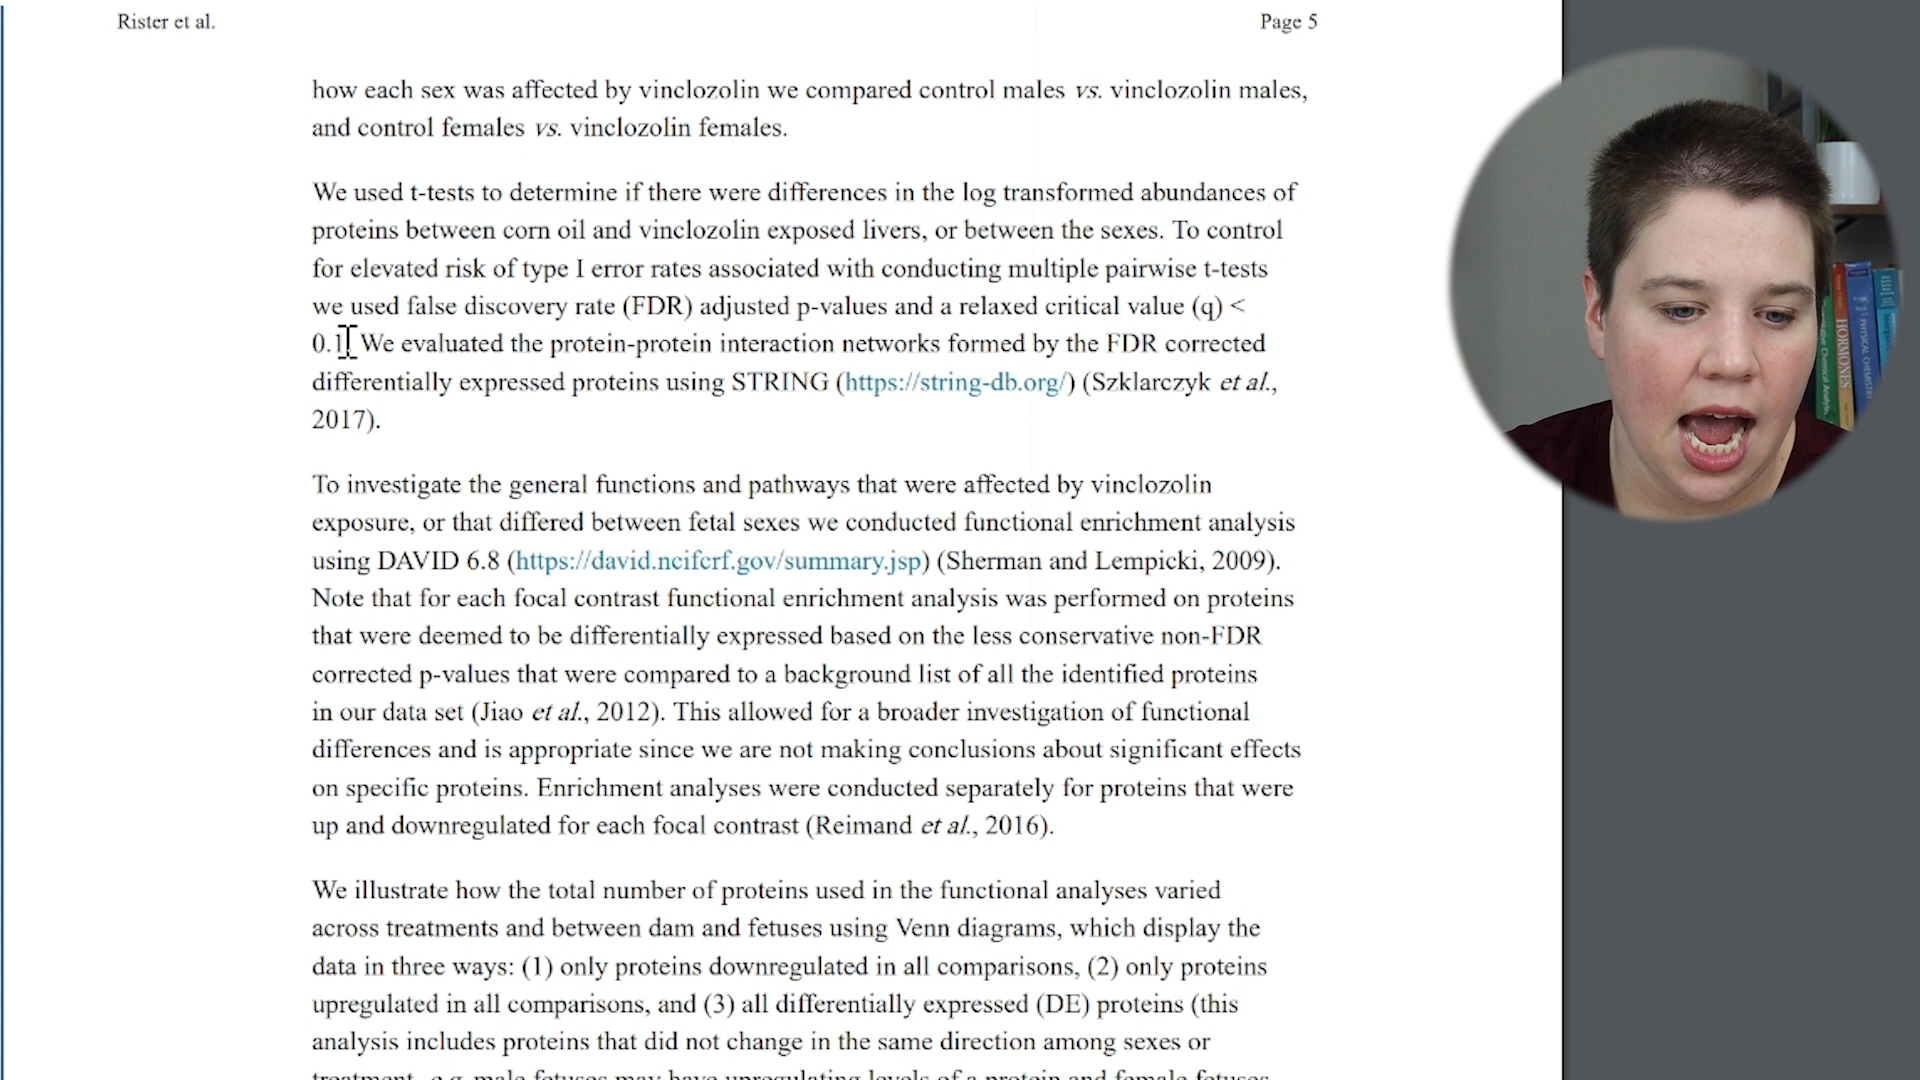 Rister et al.
Page 5
how each sex was affected by vinclozolin we compared control males vs. vinclozolin males,
and control females vs. vinclozolin females.
We used t-tests to determine if there were differences in the log transformed abundances of
proteins between corn oil and vinclozolin exposed livers, or between the sexes. To control
for elevated risk of type I error rates associated with conducting multiple pairwise t-tests
we used false discovery rate (FDR) adjusted p-values and a relaxed critical value (q) <
0.1. We evaluated the protein-protein interaction networks formed by the FDR corrected
differentially expressed proteins using STRING (https://string-db.org/) (Szklarczyk et al.,
2017).
To investigate the general functions and pathways that were affected by vinclozolin
exposure, or that differed between fetal sexes we conducted functional enrichment analysis
using DAVID 6.8 (https://david.ncifcrf.gov/summary.jsp) (Sherman and Lempicki, 2009).
Note that for each focal contrast functional enrichment analysis was performed on proteins
that were deemed to be differentially expressed based on the less conservative non-FDR
corrected p-values that were compared to a background list of all the identified proteins
in our data set (Jiao et al., 2012). This allowed for a broader investigation of functional
differences and is appropriate since we are not making conclusions about significant effects
on specific proteins. Enrichment analyses were conducted separately for proteins that were
up and downregulated for each focal contrast (Reimand et al., 2016).
We illustrate how the total number of proteins used in the functional analyses varied
across treatments and between dam and fetuses using Venn diagrams, which display the
data in three ways: (1) only proteins downregulated in all comparisons, (2) only proteins
upregulated in all comparisons, and (3) all differentially expressed (DE) proteins (this
analysis includes proteins that did not change in the same direction among sexes or
treatment, e.g. male fetuses may have upregulating levels of a protein and female fetuses
HORMONES
PHYSICAL CHEMISTRY